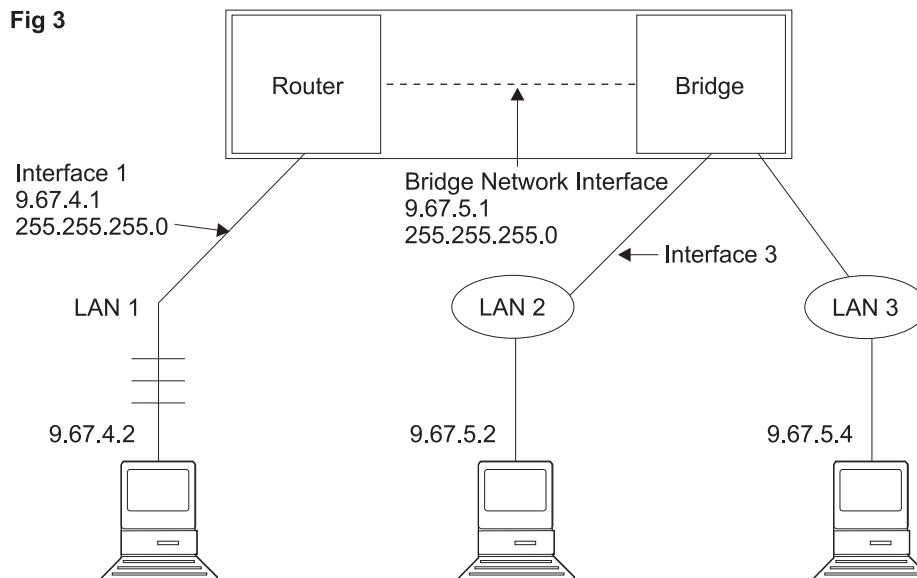 Fig 3
Router
Bridge
Interface 1
9.67.4.1
255.255.255.0
Bridge Network Interface
9.67.5.1
255.255.255.0
Interface 3
LAN 1
LAN 2
LAN 3
9.67.4.2
9.67.5.2
9.67.5.4